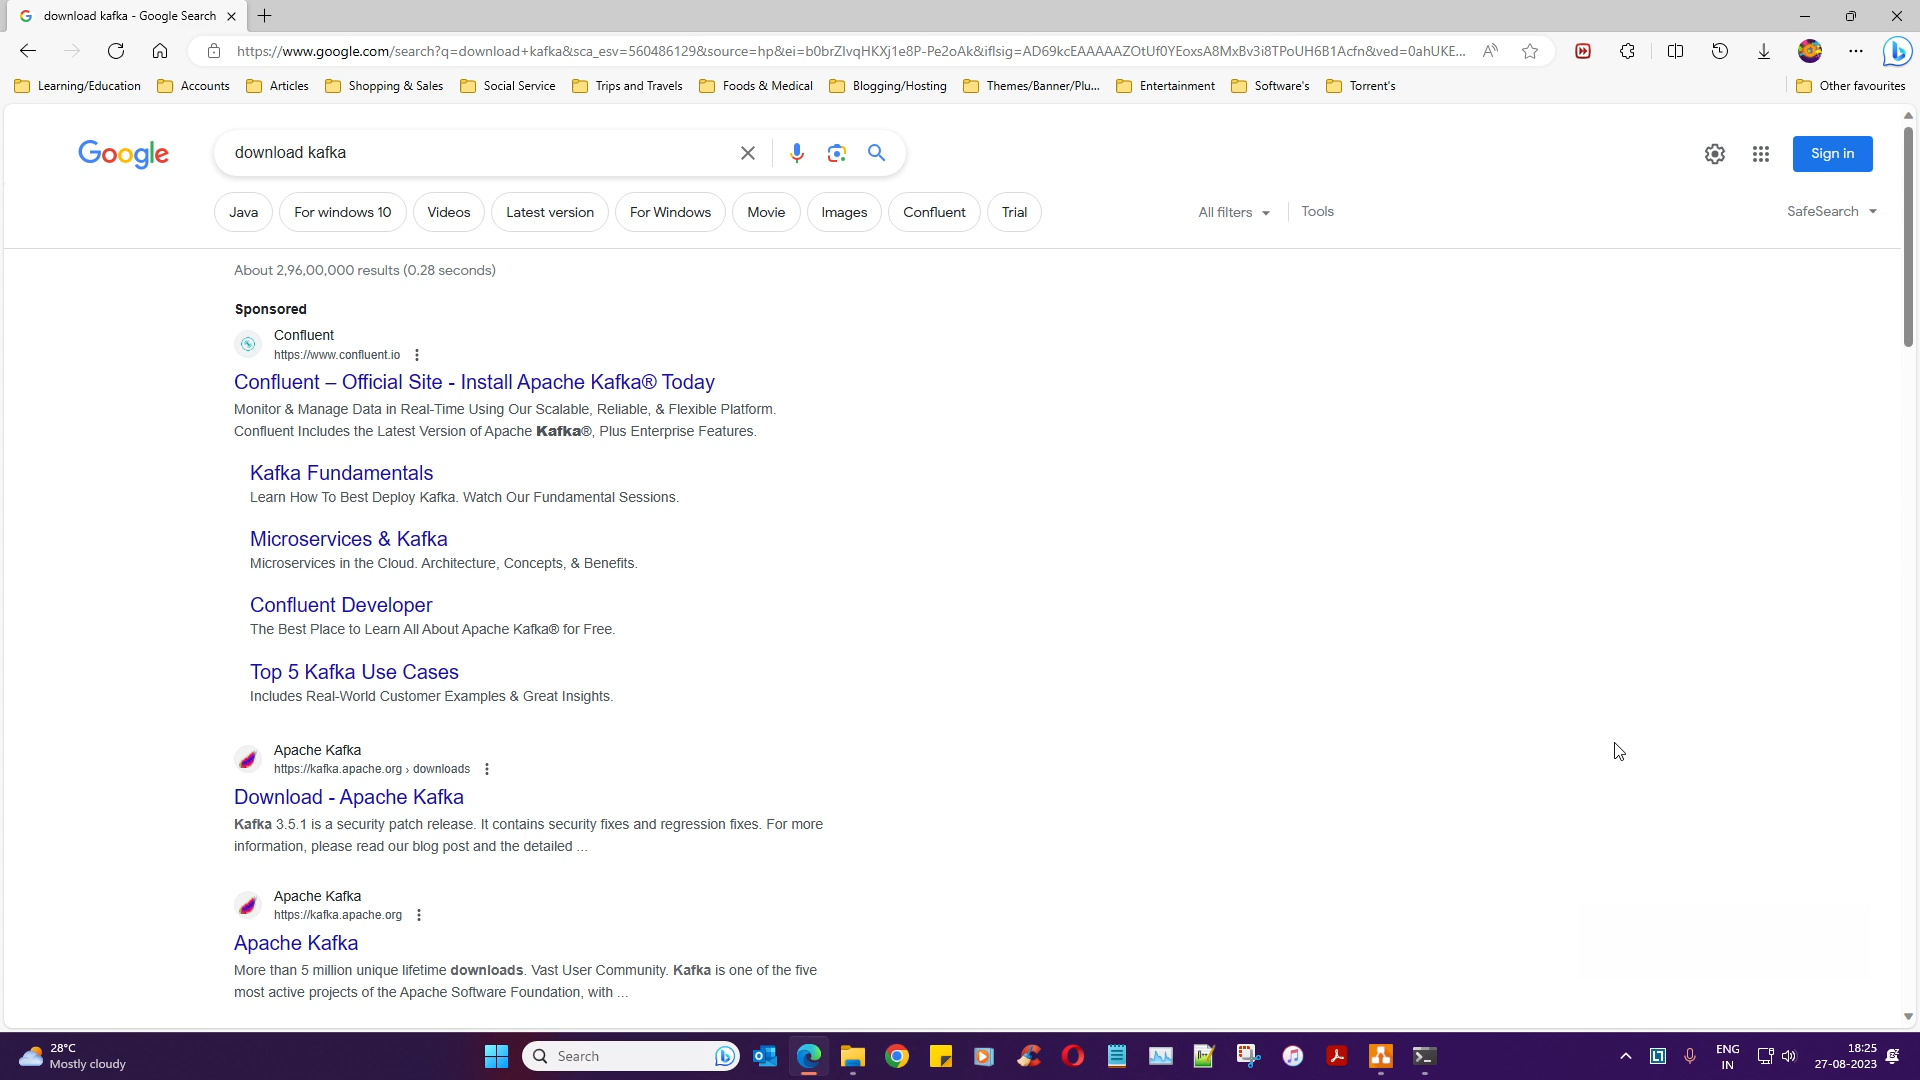 download kafka - Google Search
https://www.google.com/search?q=download+kafka&sca_esv=560486129&source=hp&ei=b0brZIvqHKXj1e8P-Pe2oAk&iflsig=AD69kcEAAAAAZOtUf0YEoxsA8MxBv3i8TPoUH6B1Acfn&ved=0ahUKE...
Learning/Education Accounts Articles Shopping & Sales Social Service Trips and Travels Foods & Medical Blogging/Hosting Themes/Banner/Plu... Entertainment Software's Torrent's Other favourites
Google download kafka Sign in
Java For windows 10 Videos Latest version For Windows Movie Images Confluent Trial All filters Tools SafeSearch
About 2,96,00,000 results (0.28 seconds)
Sponsored
Confluent
https://www.confluent.io
Confluent – Official Site - Install Apache Kafka® Today
Monitor & Manage Data in Real-Time Using Our Scalable, Reliable, & Flexible Platform.
Confluent Includes the Latest Version of Apache Kafka®, Plus Enterprise Features.
Kafka Fundamentals
Learn How To Best Deploy Kafka. Watch Our Fundamental Sessions.
Microservices & Kafka
Microservices in the Cloud. Architecture, Concepts, & Benefits.
Confluent Developer
The Best Place to Learn All About Apache Kafka® for Free.
Top 5 Kafka Use Cases
Includes Real-World Customer Examples & Great Insights.
Apache Kafka
https://kafka.apache.org › downloads
Download - Apache Kafka
Kafka 3.5.1 is a security patch release. It contains security fixes and regression fixes. For more
information, please read our blog post and the detailed ...
Apache Kafka
https://kafka.apache.org
Apache Kafka
More than 5 million unique lifetime downloads. Vast User Community. Kafka is one of the five
most active projects of the Apache Software Foundation, with ...
28°C
Mostly cloudy
Search
ENG
IN
18:25
27-08-2023